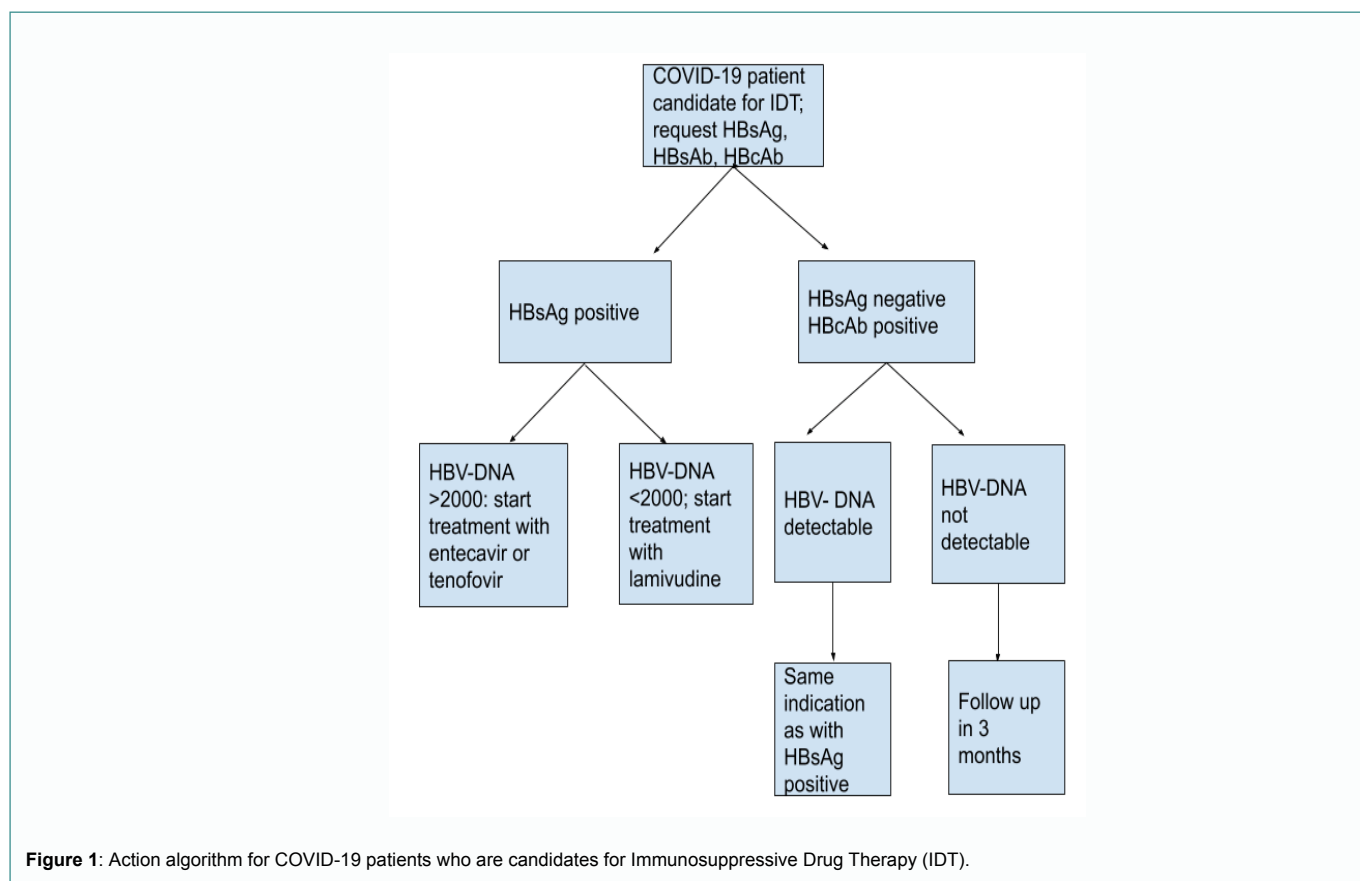 COVID-19 patient
candidate for IDT;
request HBsAg,
HBsAb, HBcAb
HBsAg positive
HBsAg negative
HBcAb positive
HBV-DNA
>2000: start
treatment with
entecavir or
tenofovir
HBV-DNA
<2000; start
treatment
with
lamivudine
HBV- DNA
detectable
HBV-DNA
not
detectable
Same
indication
as with
HBsAg
positive
Follow up
in 3
months
Figure 1: Action algorithm for COVID-19 patients who are candidates for Immunosuppressive Drug Therapy (IDT).